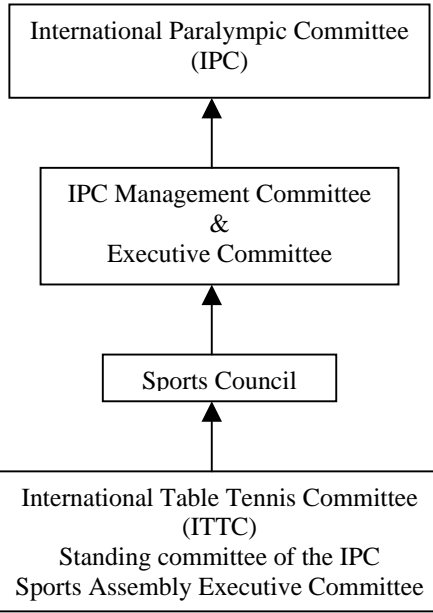 International Paralympic Committee
(IPC)
IPC Management Committee
&
Executive Committee
Sports Council
International Table Tennis Committee
(ITTC)
Standing committee of the IPC
Sports Assembly Executive Committee